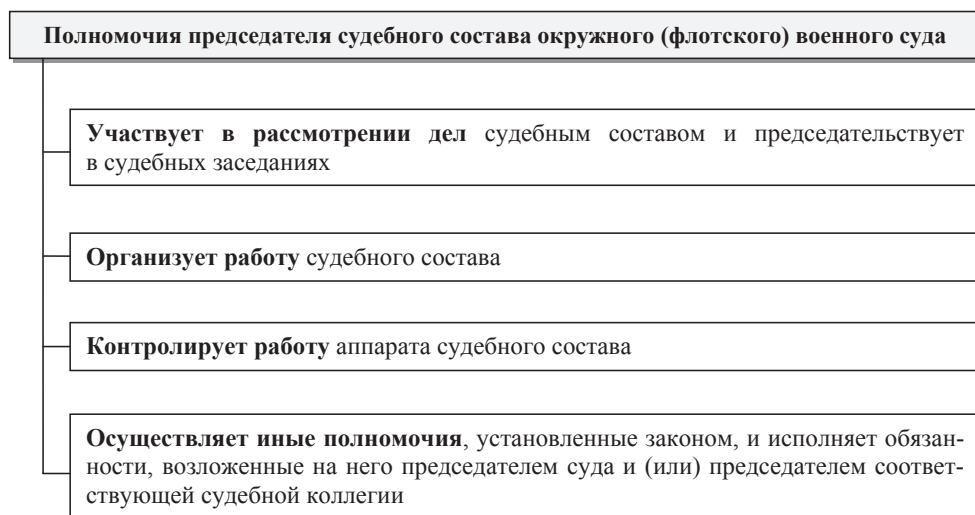 Полномочия председателя судебного состава окружного (флотского) военного суда
Участвует в рассмотрении дел судебным составом и председательствует
в судебных заседаниях
Организует работу судебного состава
Контролирует работу аппарата судебного состава
Осуществляет иные полномочия, установленные законом, и исполняет обязан-
ности, возложенные на него председателем суда и (или) председателем соответ-
ствующей судебной коллегии